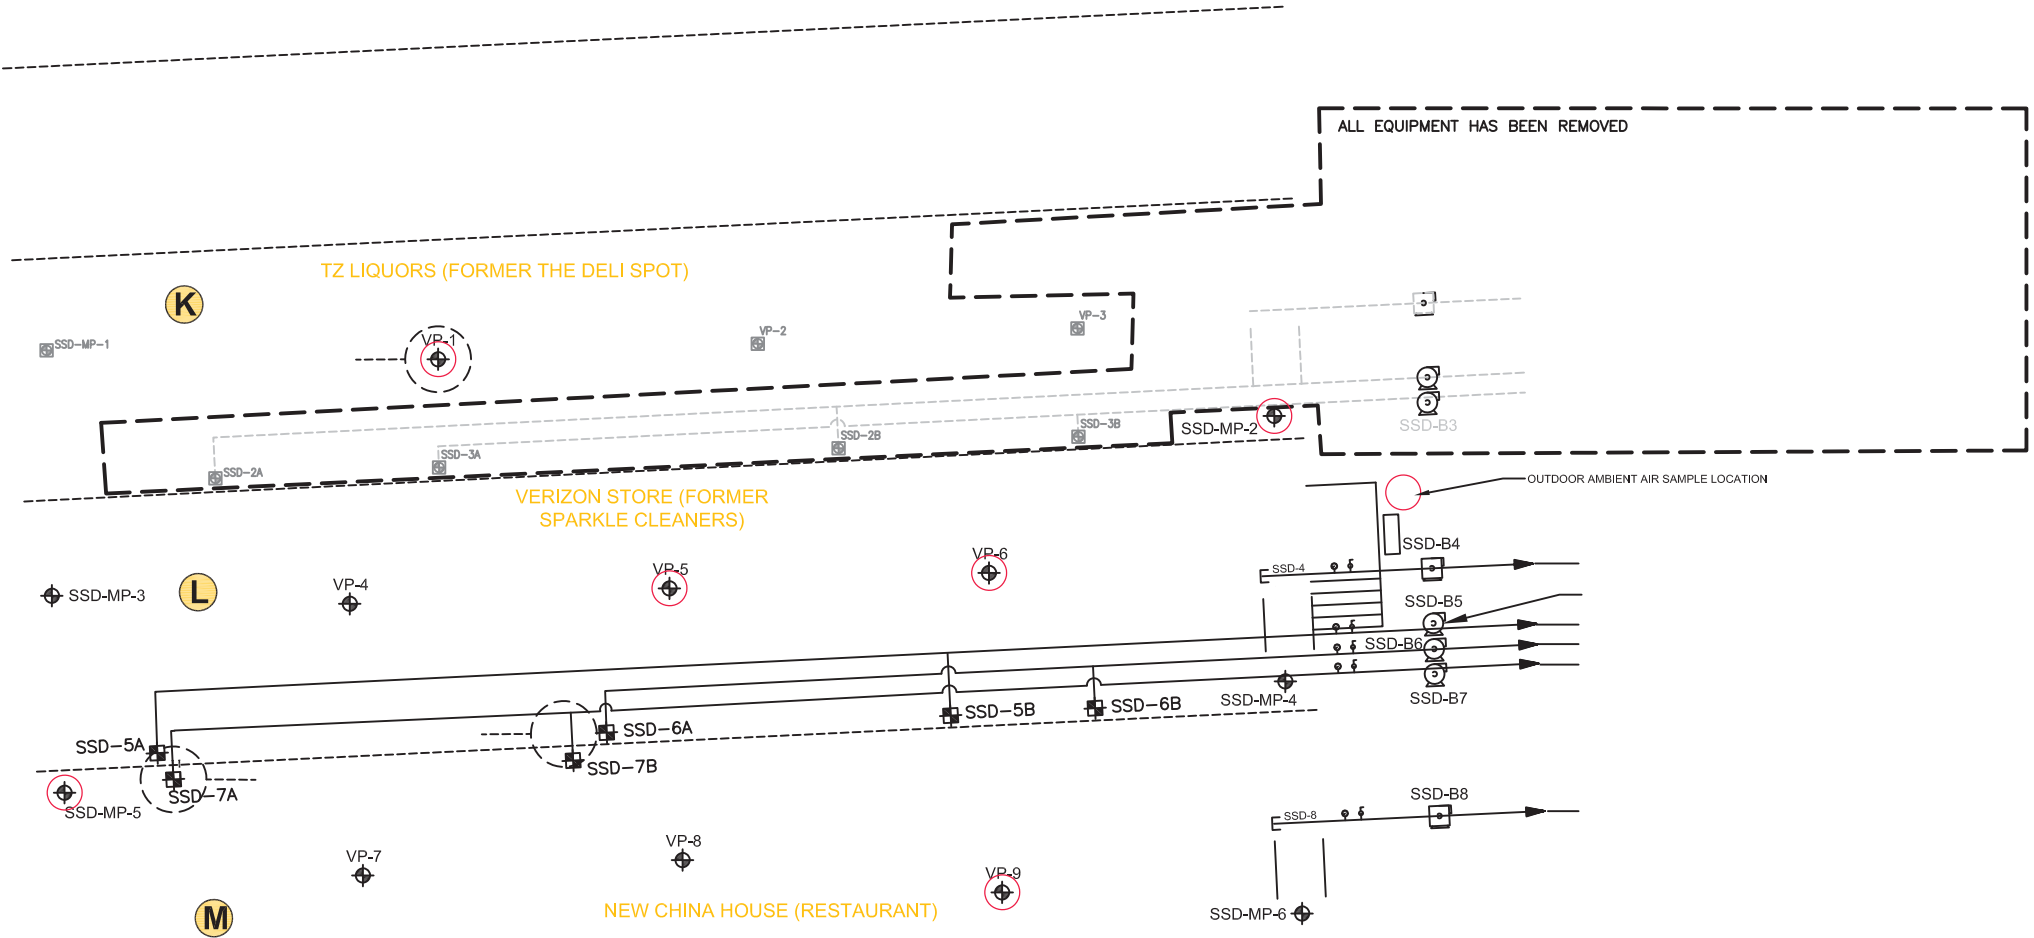 ALL EQUIPMENT HAS BEEN REMOVED
TZ LIQUORS (FORMER THE DELI SPOT)
K
SSD-MP-1
VP-1
VP-2
VP-3
SSD-MP-2
SSD-B3
SSD-2A
SSD-3A
SSD-2B
SSD-3B
OUTDOOR AMBIENT AIR SAMPLE LOCATION
VERIZON STORE (FORMER
SPARKLE CLEANERS)
L
SSD-MP-3
VP-4
VP-5
VP-6
SSD-4
SSD-B4
SSD-B5
SSD-B6
SSD-B7
SSD-MP-4
SSD-5A
SSD-6A
SSD-5B
SSD-6B
SSD-7B
SSD-7A
SSD-MP-5
SSD-B8
SSD-8
VP-7
VP-8
VP-9
M
NEW CHINA HOUSE (RESTAURANT)
SSD-MP-6